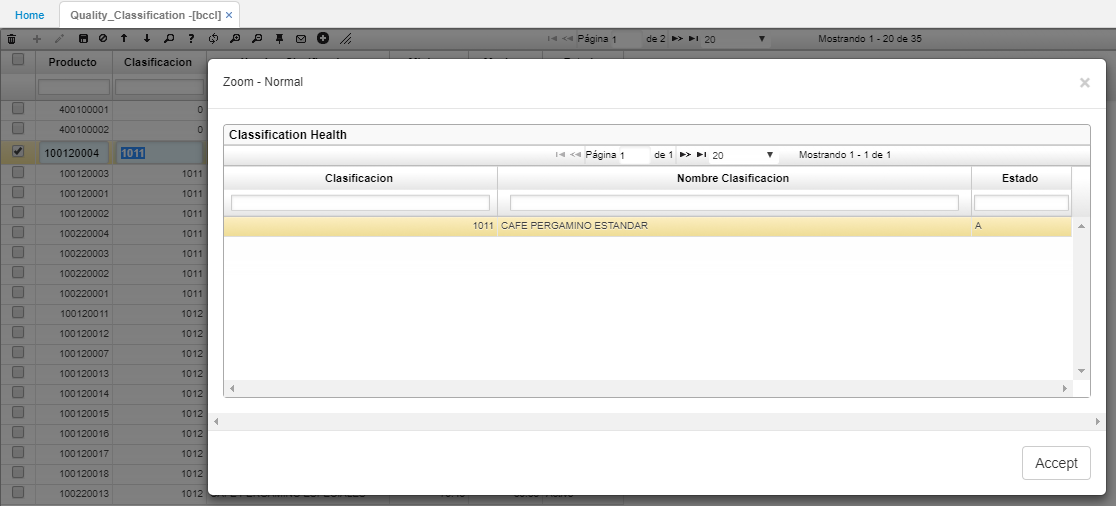 Home Quality_Classification -[bccl] ×
Página 1 de 2 20 Mostrando 1 - 20 de 35
Producto Clasificacion
Zoom - Normal ×
Classification Health
Página 1 de 1 20 Mostrando 1 - 1 de 1
Clasificacion Nombre Clasificacion Estado
1011 CAFE PERGAMINO ESTANDAR A
Accept
400100001 0
400100002 0
100120004 1011
100120003 1011
100120001 1011
100120002 1011
100220004 1011
100220003 1011
100220002 1011
100220001 1011
100120011 1012
100120012 1012
100120007 1012
100120013 1012
100120014 1012
100120015 1012
100120016 1012
100120017 1012
100120018 1012
100220013 1012